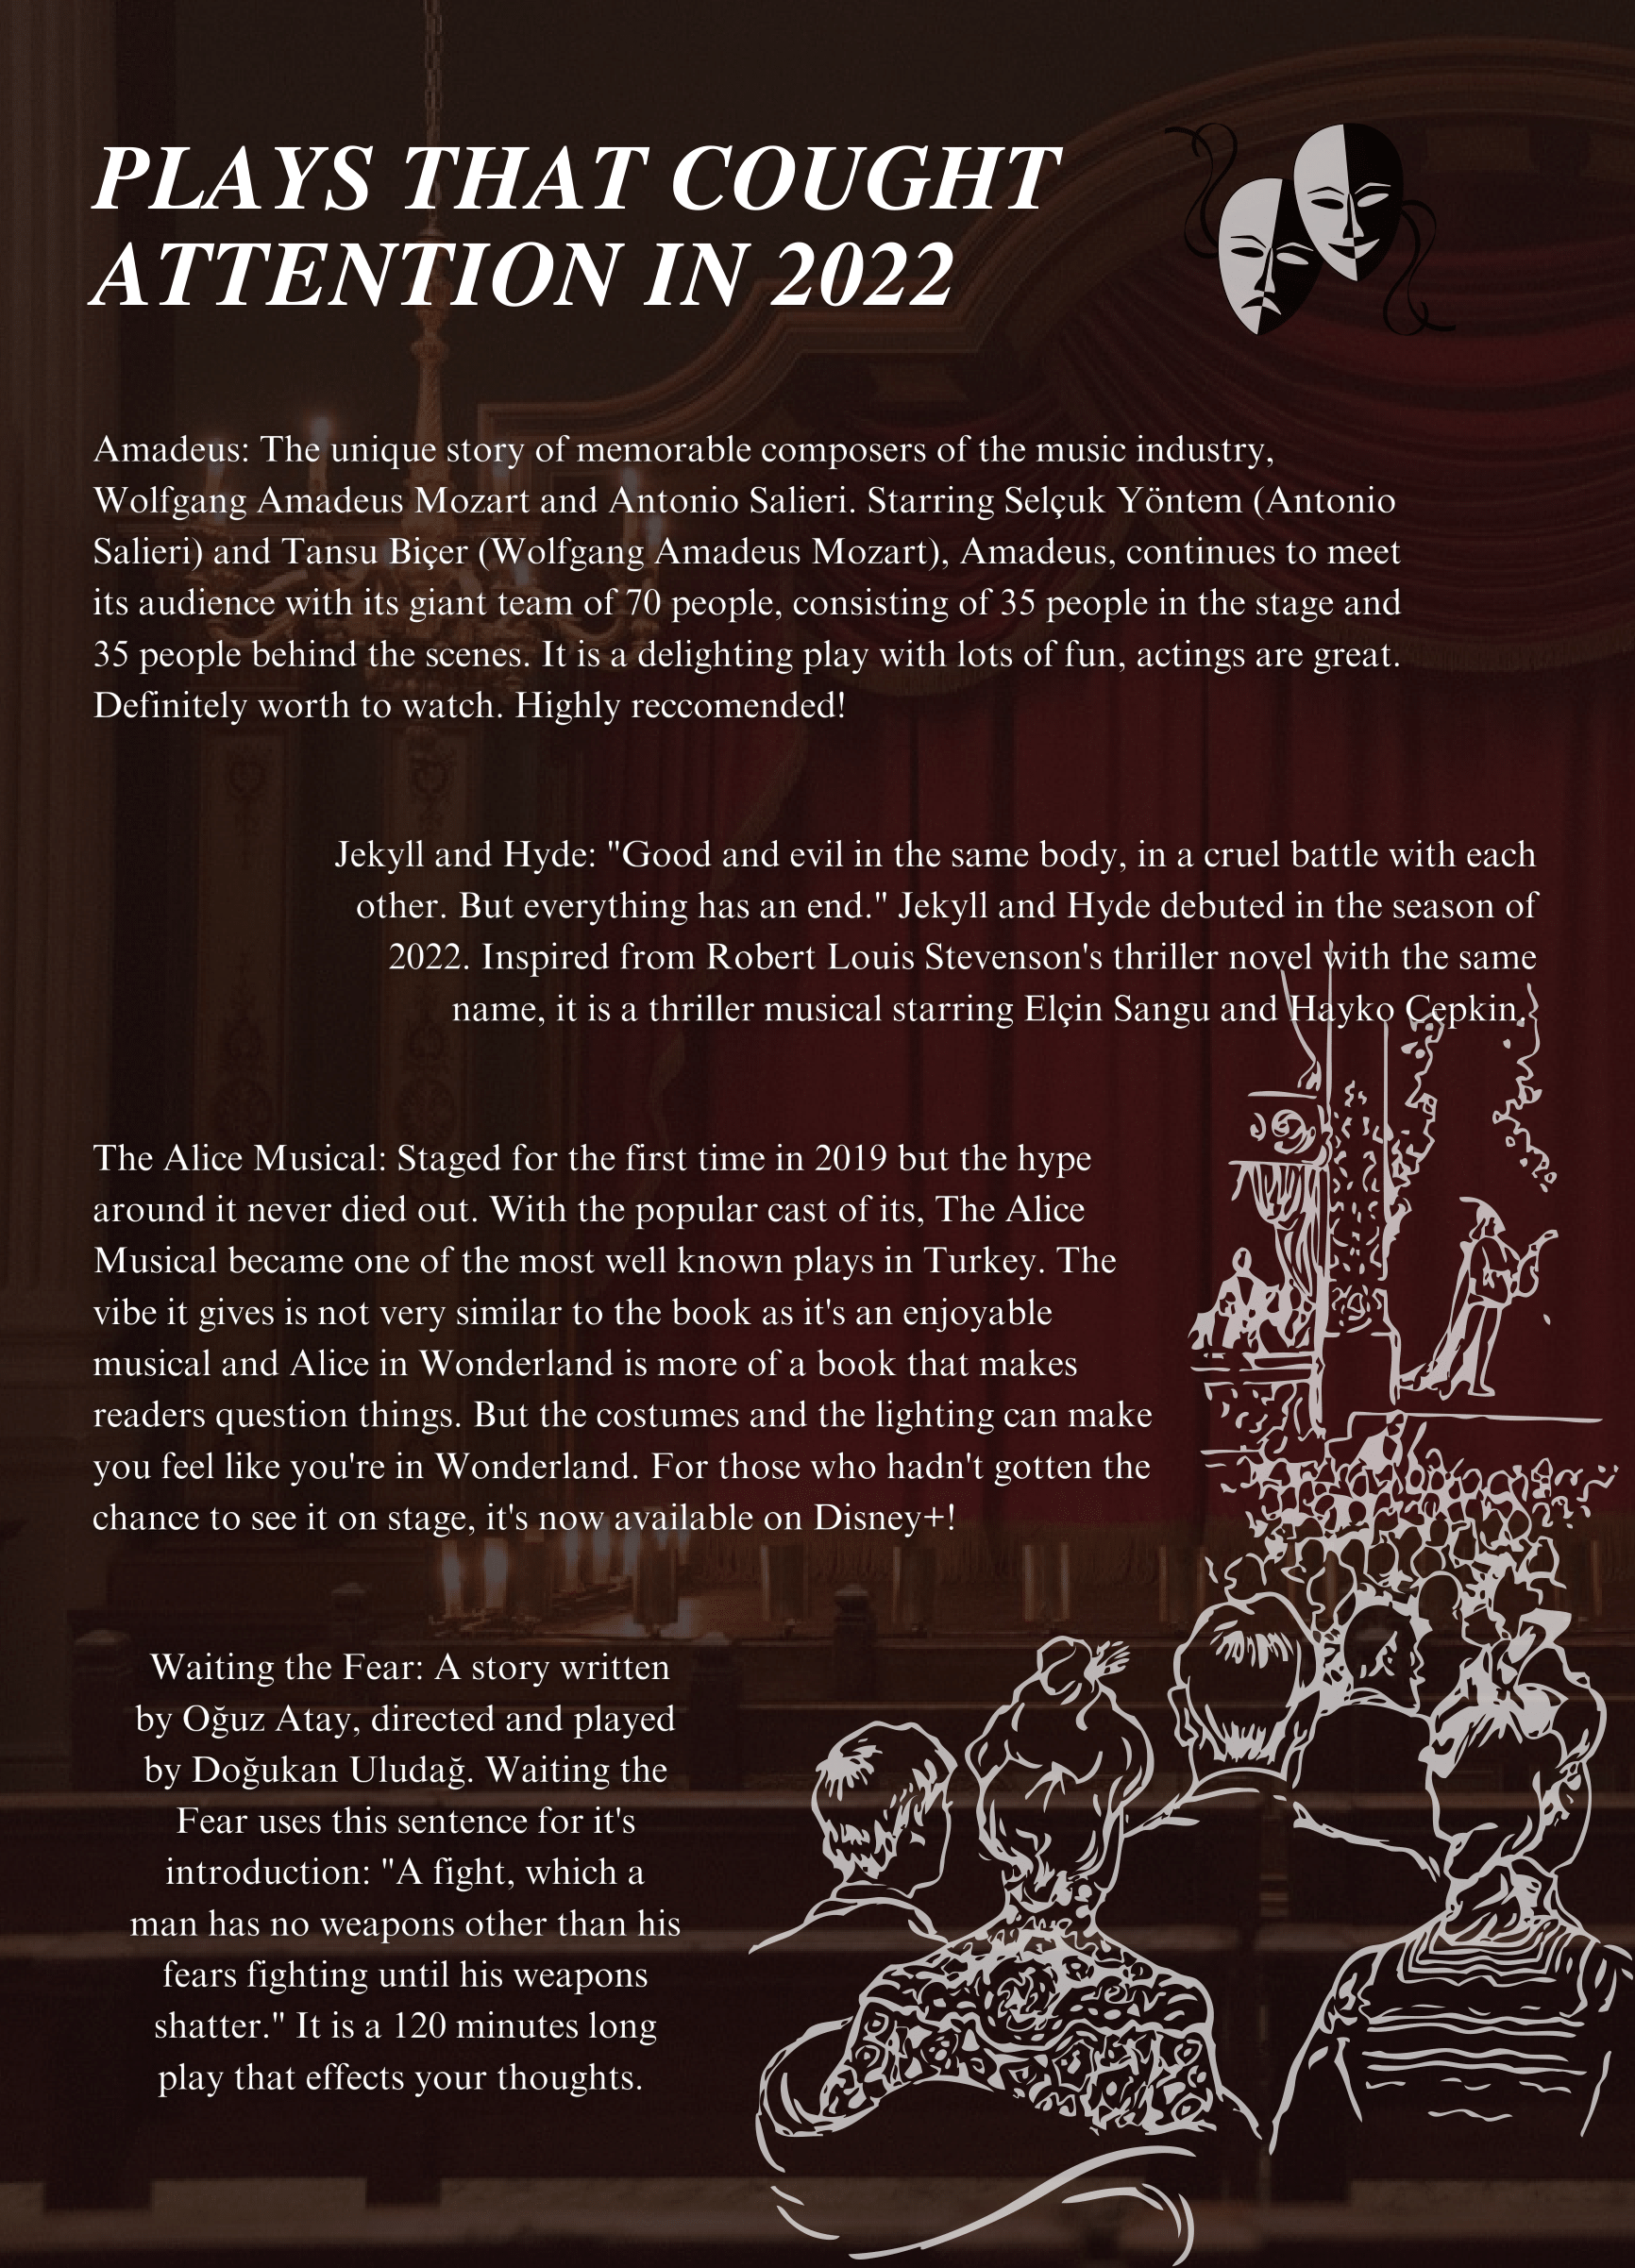 PLAYS THAT COUGHT
ATTENTION IN 2022
Amadeus: The unique story of memorable composers of the music industry,
Wolfgang Amadeus Mozart and Antonio Salieri. Starring Selçuk Yöntem (Antonio
Salieri) and Tansu Biçer (Wolfgang Amadeus Mozart), Amadeus, continues to meet
its audience with its giant team of 70 people, consisting of 35 people in the stage and
35 people behind the scenes. It is a delighting play with lots of fun, actings are great.
Definitely worth to watch. Highly reccomended!
Jekyll and Hyde: "Good and evil in the same body, in a cruel battle with each
other. But everything has an end." Jekyll and Hyde debuted in the season of
2022. Inspired from Robert Louis Stevenson's thriller novel with the same
name, it is a thriller musical starring Elçin Sangu and Hayko Cepkin.
The Alice Musical: Staged for the first time in 2019 but the hype
around it never died out. With the popular cast of its, The Alice
Musical became one of the most well known plays in Turkey. The
vibe it gives is not very similar to the book as it's an enjoyable
musical and Alice in Wonderland is more of a book that makes
readers question things. But the costumes and the lighting can make
you feel like you're in Wonderland. For those who hadn't gotten the
chance to see it on stage, it's now available on Disney+!
Waiting the Fear: A story written
by Oğuz Atay, directed and played
by Doğukan Uludağ. Waiting the
Fear uses this sentence for it's
introduction: "A fight, which a
man has no weapons other than his
fears fighting until his weapons
shatter." It is a 120 minutes long
play that effects your thoughts.